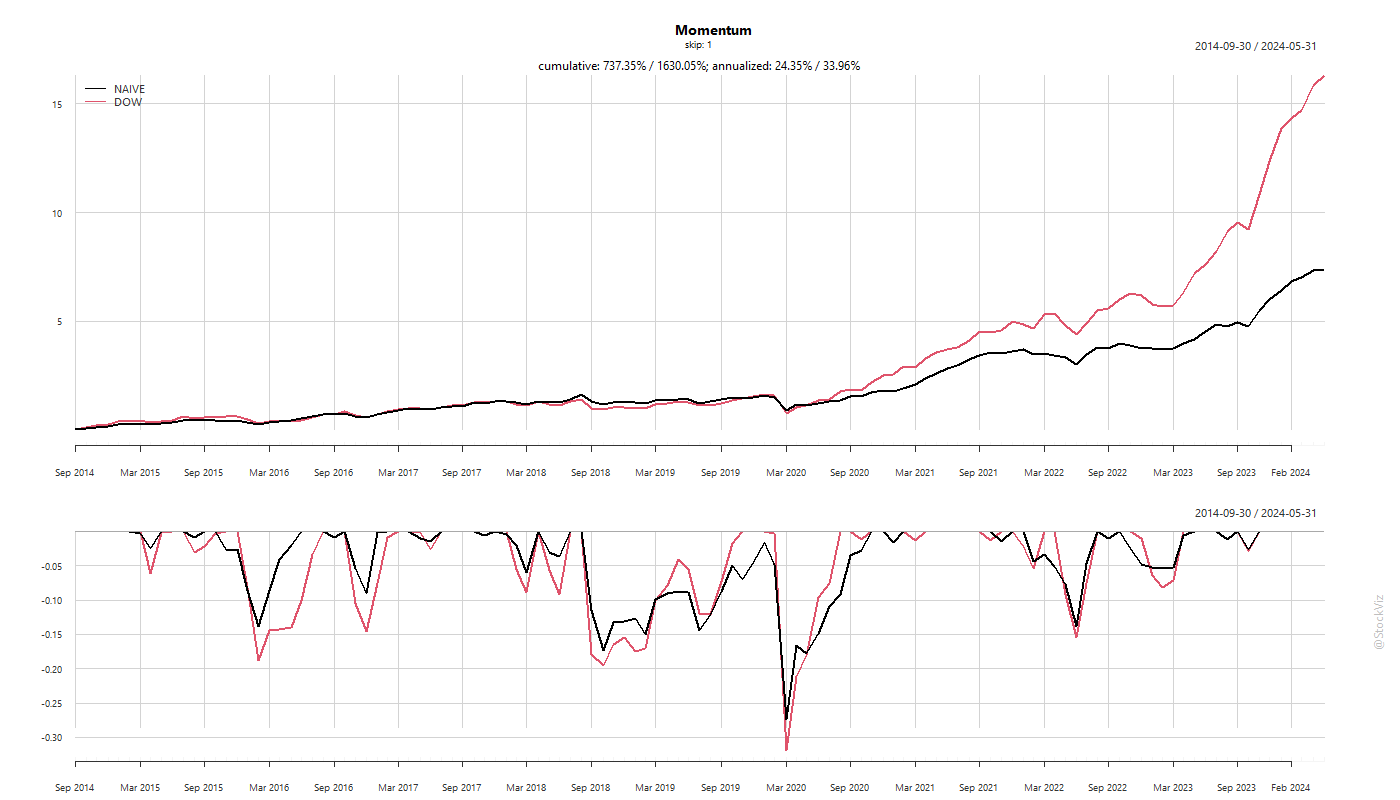 Momentum
skip: 1
2014-09-30 / 2024-05-31
cumulative: 737.35% / 1630.05%; annualized: 24.35% / 33.96%
NAIVE
DOW
15
10
5
Sep 2014 Mar 2015 Sep 2015 Mar 2016 Sep 2016 Mar 2017 Sep 2017 Mar 2018 Sep 2018 Mar 2019 Sep 2019 Mar 2020 Sep 2020 Mar 2021 Sep 2021 Mar 2022 Sep 2022 Mar 2023 Sep 2023 Feb 2024
2014-09-30 / 2024-05-31
-0.05
-0.10
-0.15
-0.20
-0.25
-0.30
Sep 2014 Mar 2015 Sep 2015 Mar 2016 Sep 2016 Mar 2017 Sep 2017 Mar 2018 Sep 2018 Mar 2019 Sep 2019 Mar 2020 Sep 2020 Mar 2021 Sep 2021 Mar 2022 Sep 2022 Mar 2023 Sep 2023 Feb 2024
@StockViz